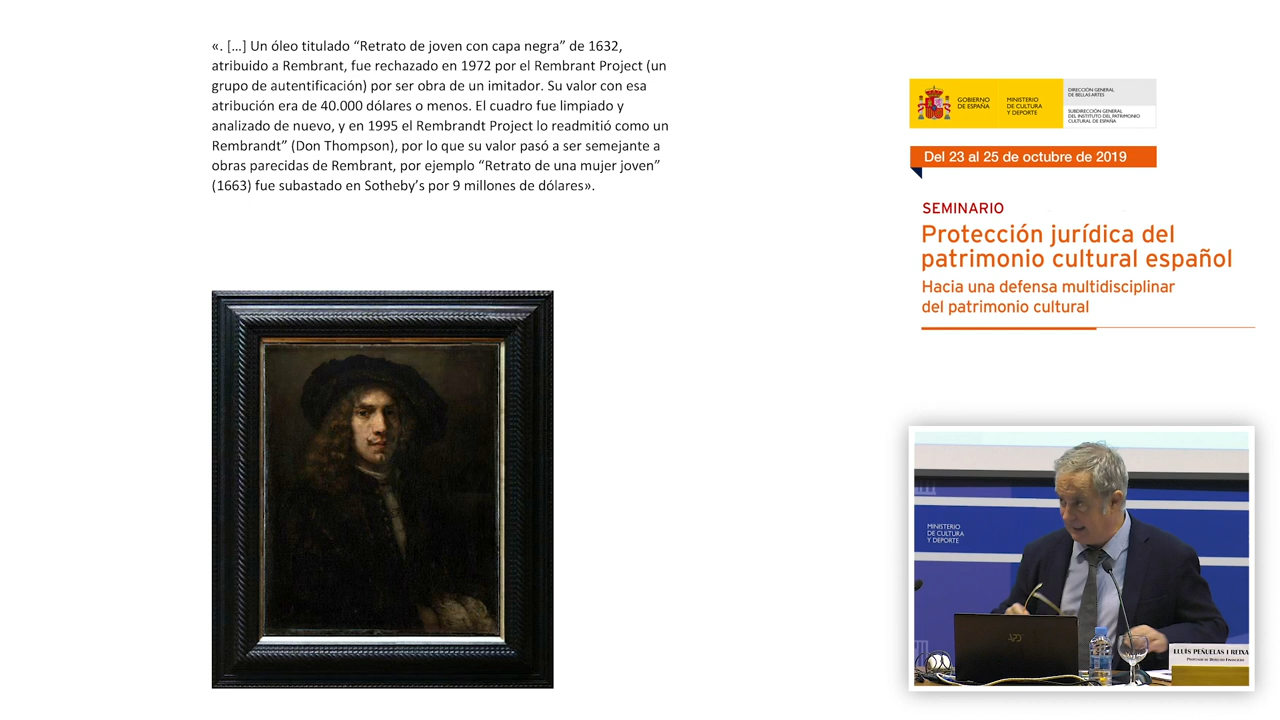 «. […] Un óleo titulado “Retrato de joven con capa negra” de 1632,
atribuido a Rembrant, fue rechazado en 1972 por el Rembrant Project (un
grupo de autentificación) por ser obra de un imitador. Su valor con esa
atribución era de 40.000 dólares o menos. El cuadro fue limpiado y
analizado de nuevo, y en 1995 el Rembrandt Project lo readmitió como un
Rembrandt” (Don Thompson), por lo que su valor pasó a ser semejante a
obras parecidas de Rembrant, por ejemplo “Retrato de una mujer joven”
(1663) fue subastado en Sotheby’s por 9 millones de dólares».
GOBIERNO
DE ESPAÑA
MINISTERIO
DE CULTURA
Y DEPORTE
DIRECCIÓN GENERAL
DE BELLAS ARTES
SUBDIRECCIÓN GENERAL
DEL INSTITUTO DEL PATRIMONIO
CULTURAL DE ESPAÑA
Del 23 al 25 de octubre de 2019
SEMINARIO
Protección jurídica del
patrimonio cultural español
Hacia una defensa multidisciplinar
del patrimonio cultural
MINISTERIO
DE CULTURA
Y DEPORTE
hp
LLUÍS PEÑUELAS I REIXA
PROFESOR DE DERECHO FINANCIERO